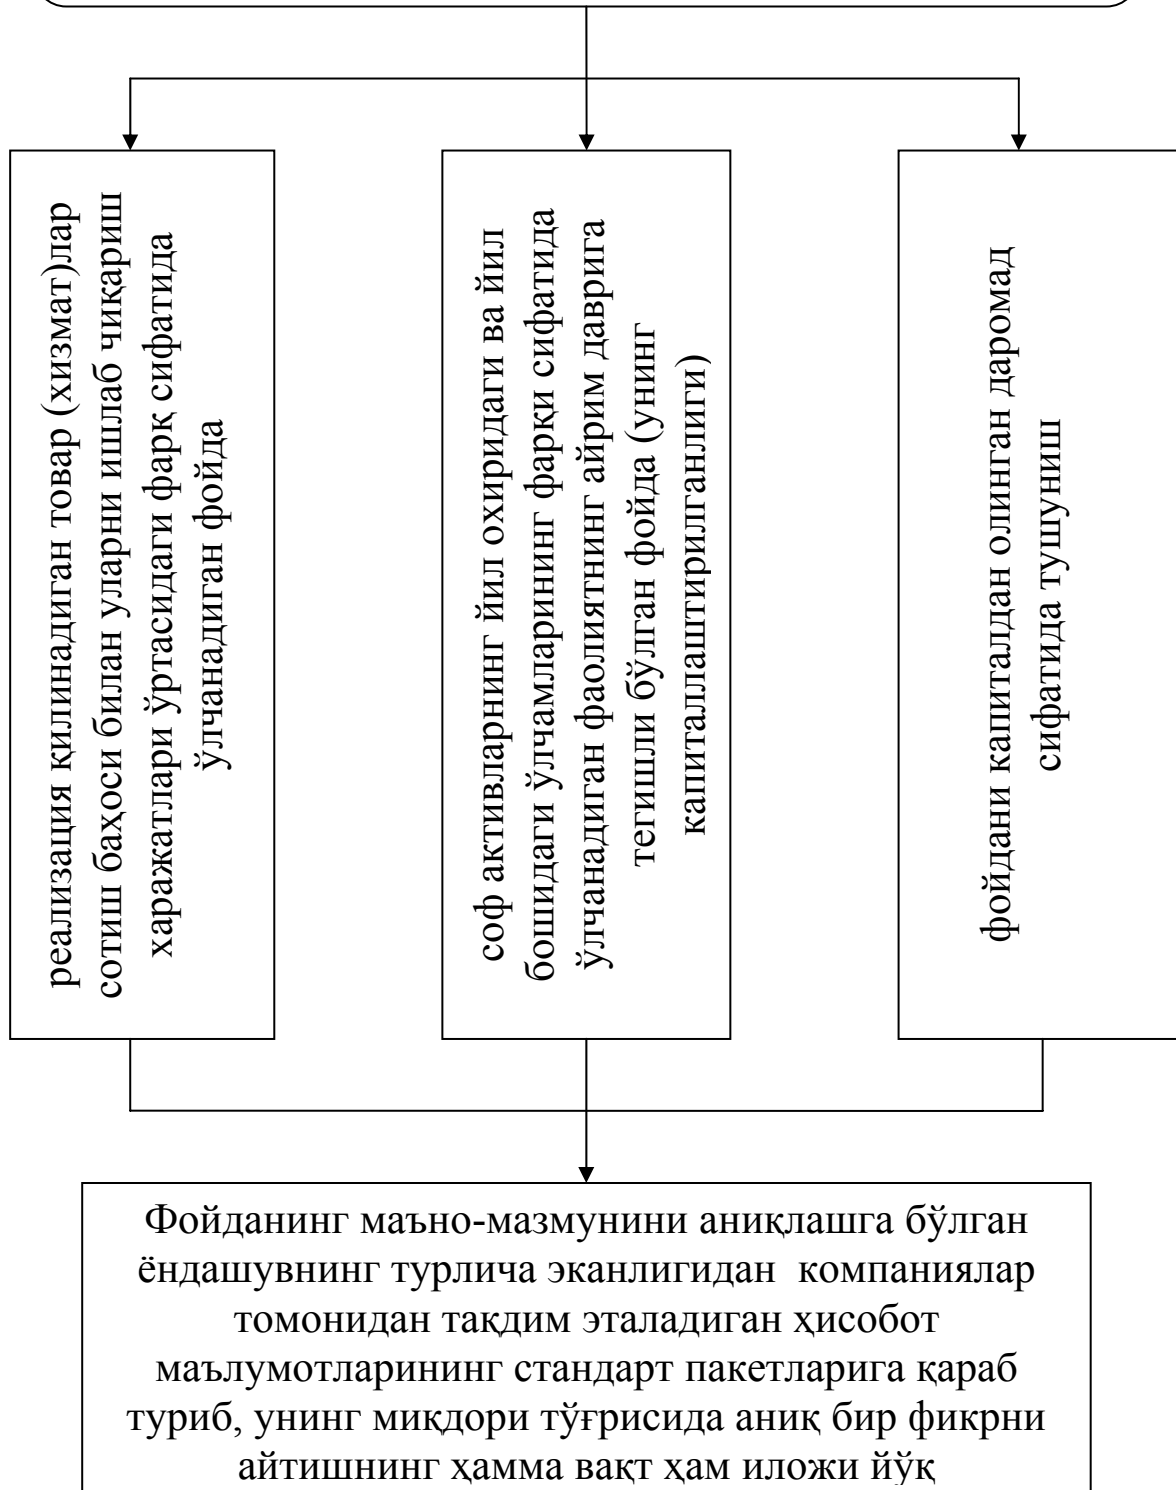 реализация қилинадиган товар (хизмат)лар
сотиш баҳоси билан уларни ишлаб чиқариш
харажатлари ўртасидаги фарқ сифатида
ўлчанадиган фойда
соф активларнинг йил охиридаги ва йил
бошидаги ўлчамларининг фарқи сифатида
ўлчанадиган фаолиятнинг айрим даврига
тегишли бўлган фойда (унинг
капиталлаштирилганлиги)
фойдани капиталдан олинган даромад
сифатида тушуниш
Фойданинг маъно-мазмунини аниқлашга бўлган
ёндашувнинг турлича эканлигидан компаниялар
томонидан тақдим эталадиган ҳисобот
маълумотларининг стандарт пакетларига қараб
туриб, унинг миқдори тўғрисида аниқ бир фикрни
айтишнинг ҳамма вақт ҳам иложи йўқ